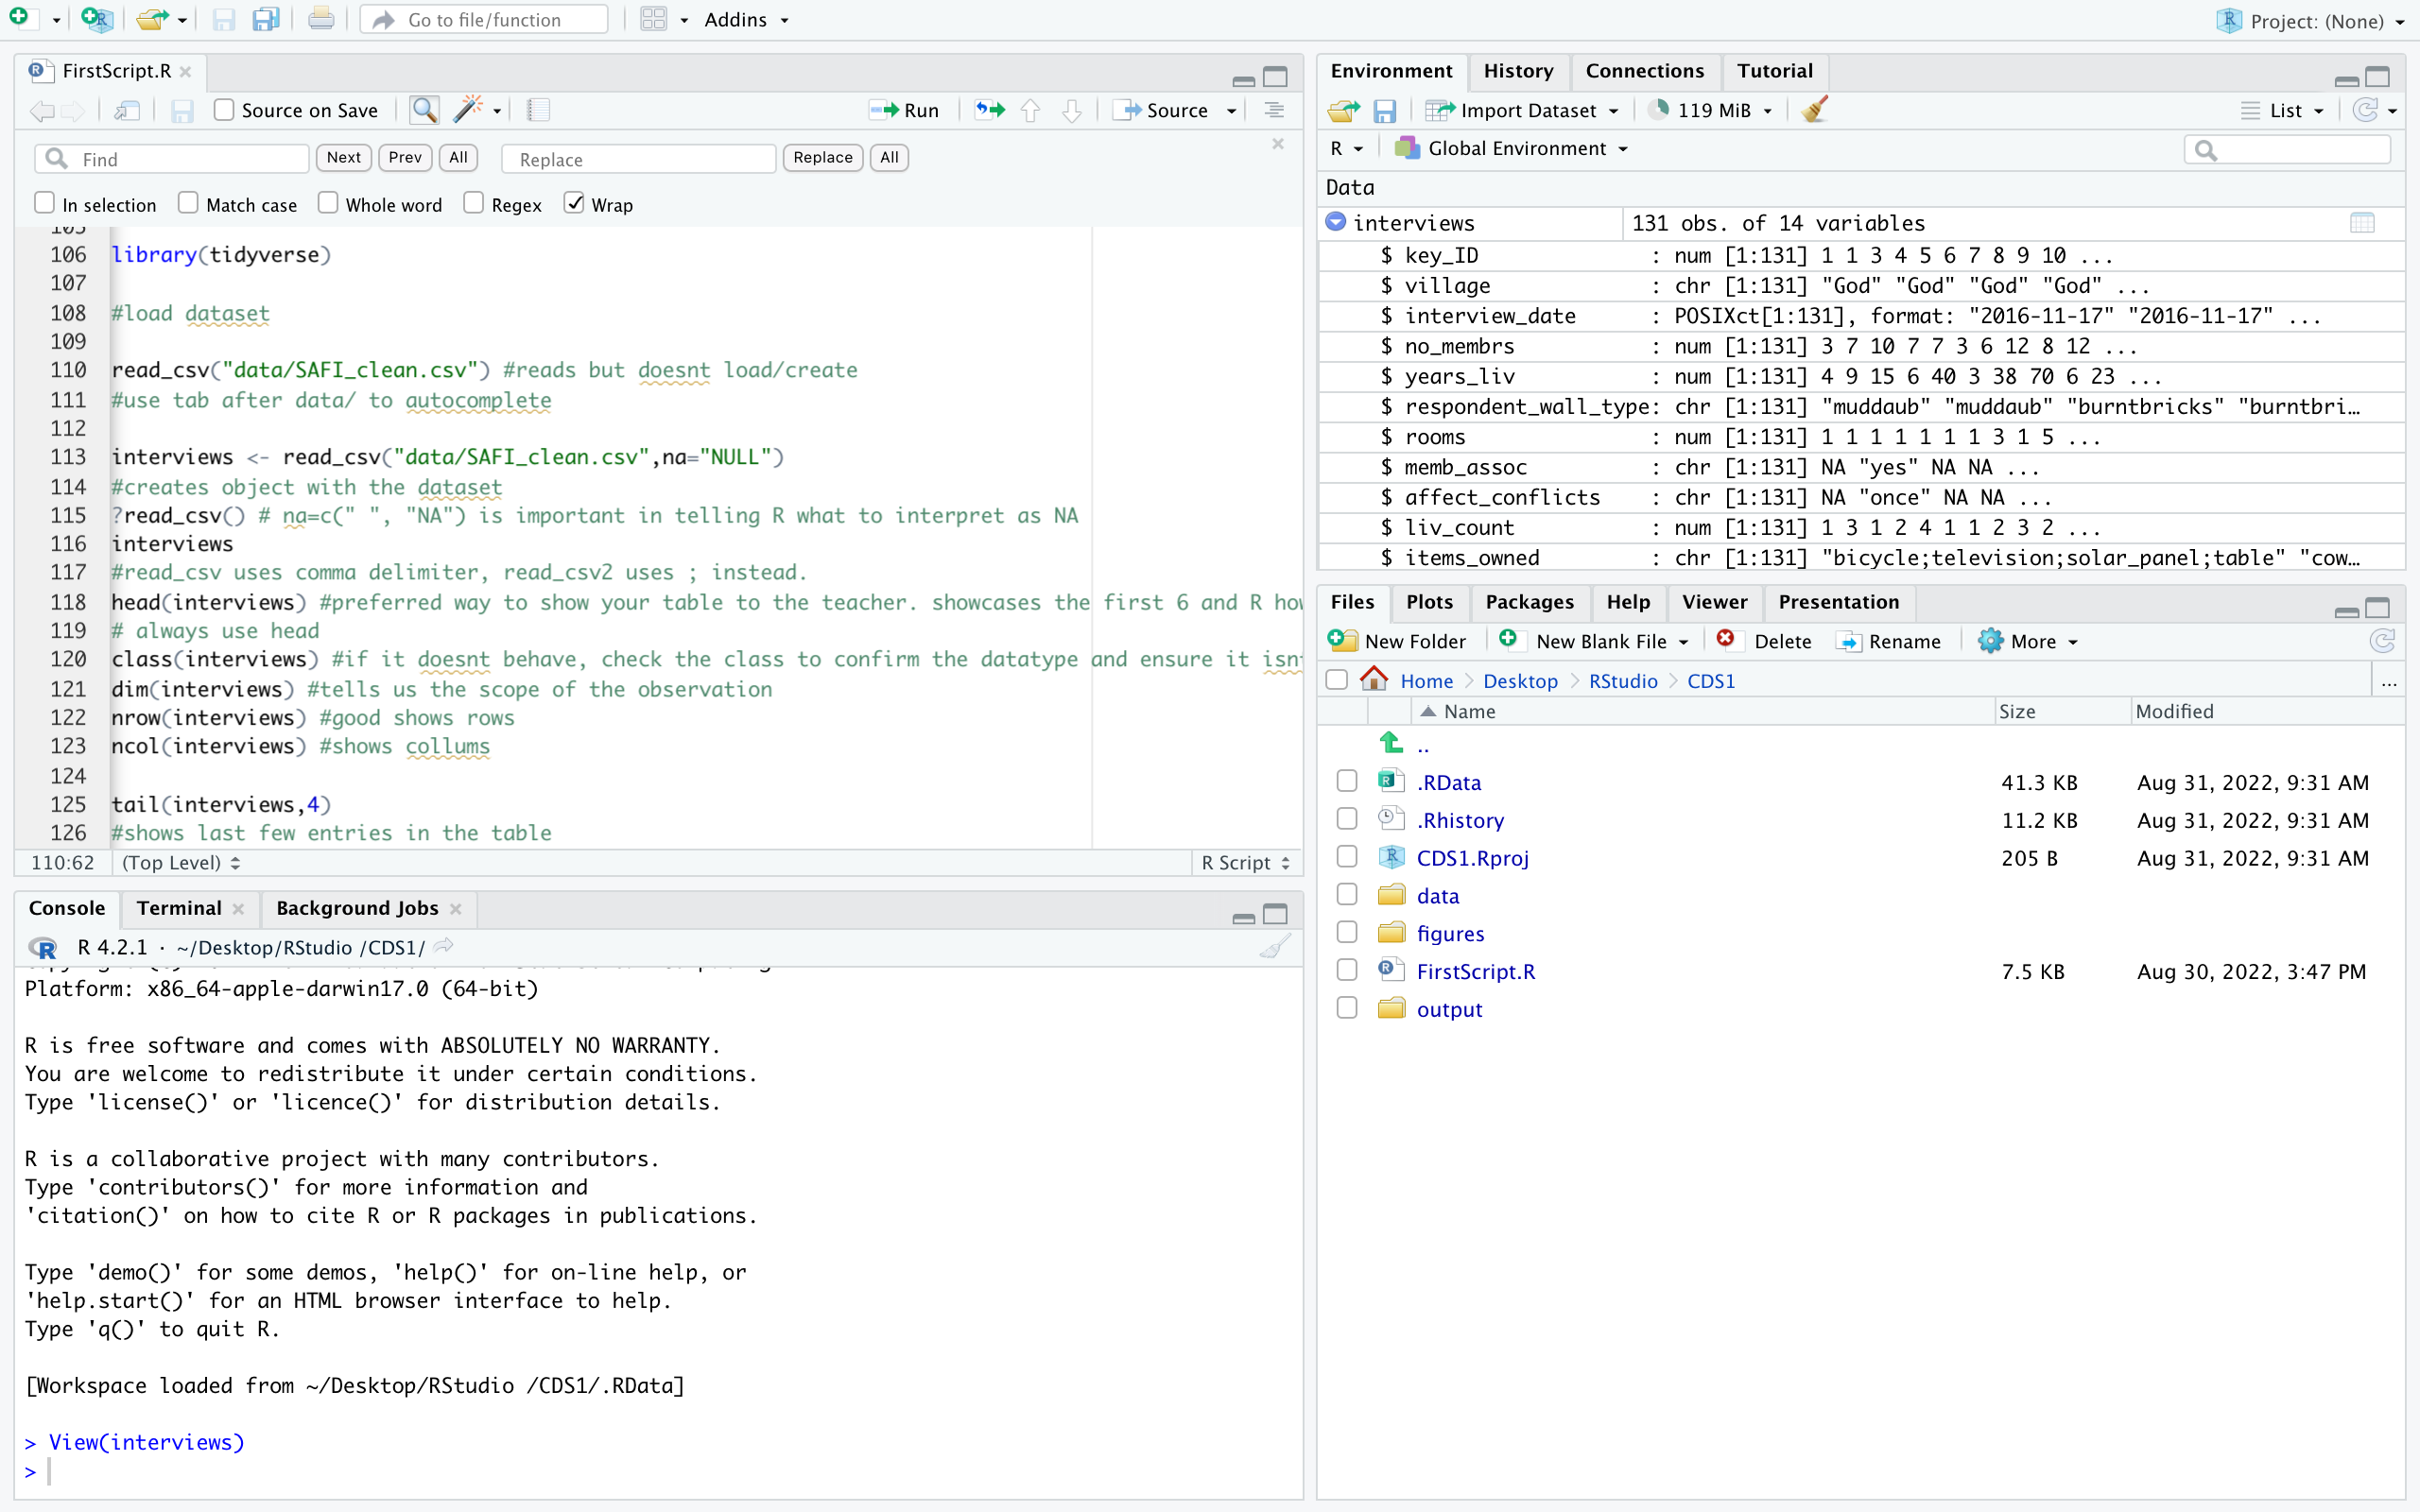 Go to file/function
Addins
Project: (None)
FirstScript.R
Source on Save
Run
Source
Find
Next
Prev
All
Replace
Replace
All
In selection
Match case
Whole word
Regex
Wrap
105
106 library(tidyverse)
107
108 #load dataset
109
110 read_csv("data/SAFI_clean.csv") #reads but doesnt load/create
111 #use tab after data/ to autocomplete
112
113 interviews <- read_csv("data/SAFI_clean.csv",na="NULL")
114 #creates object with the dataset
115 ?read_csv() # na=c(" ", "NA") is important in telling R what to interpret as NA
116 interviews
117 #read_csv uses comma delimiter, read_csv2 uses ; instead.
118 head(interviews) #preferred way to show your table to the teacher. showcases the first 6 and R how
119 # always use head
120 class(interviews) #if it doesnt behave, check the class to confirm the datatype and ensure it isn
121 dim(interviews) #tells us the scope of the observation
122 nrow(interviews) #good shows rows
123 ncol(interviews) #shows collums
124
125 tail(interviews,4)
126 #shows last few entries in the table
110:62 (Top Level) R Script
Console Terminal Background Jobs
R 4.2.1 · ~/Desktop/RStudio /CDS1/
Platform: x86_64-apple-darwin17.0 (64-bit)
R is free software and comes with ABSOLUTELY NO WARRANTY.
You are welcome to redistribute it under certain conditions.
Type 'license()' or 'licence()' for distribution details.
R is a collaborative project with many contributors.
Type 'contributors()' for more information and
'citation()' on how to cite R or R packages in publications.
Type 'demo()' for some demos, 'help()' for on-line help, or
'help.start()' for an HTML browser interface to help.
Type 'q()' to quit R.
[Workspace loaded from ~/Desktop/RStudio /CDS1/.RData]
> View(interviews)
>
Environment History Connections Tutorial
Import Dataset 119 MiB List
R Global Environment
Data
interviews 131 obs. of 14 variables
$ key_ID : num [1:131] 1 1 3 4 5 6 7 8 9 10 ...
$ village : chr [1:131] "God" "God" "God" "God" ...
$ interview_date : POSIXct[1:131], format: "2016-11-17" "2016-11-17" ...
$ no_membrs : num [1:131] 3 7 10 7 7 3 6 12 8 12 ...
$ years_liv : num [1:131] 4 9 15 6 40 3 38 70 6 23 ...
$ respondent_wall_type: chr [1:131] "muddaub" "muddaub" "burntbricks" "burntbri…
$ rooms : num [1:131] 1 1 1 1 1 1 1 3 1 5 ...
$ memb_assoc : chr [1:131] NA "yes" NA NA ...
$ affect_conflicts : chr [1:131] NA "once" NA NA ...
$ liv_count : num [1:131] 1 3 1 2 4 1 1 2 3 2 ...
$ items_owned : chr [1:131] "bicycle;television;solar_panel;table" "cow…
Files Plots Packages Help Viewer Presentation
New Folder New Blank File Delete Rename More
Home Desktop RStudio CDS1 ...
Name Size Modified
..
.RData 41.3 KB Aug 31, 2022, 9:31 AM
.Rhistory 11.2 KB Aug 31, 2022, 9:31 AM
CDS1.Rproj 205 B Aug 31, 2022, 9:31 AM
data
figures
FirstScript.R 7.5 KB Aug 30, 2022, 3:47 PM
output